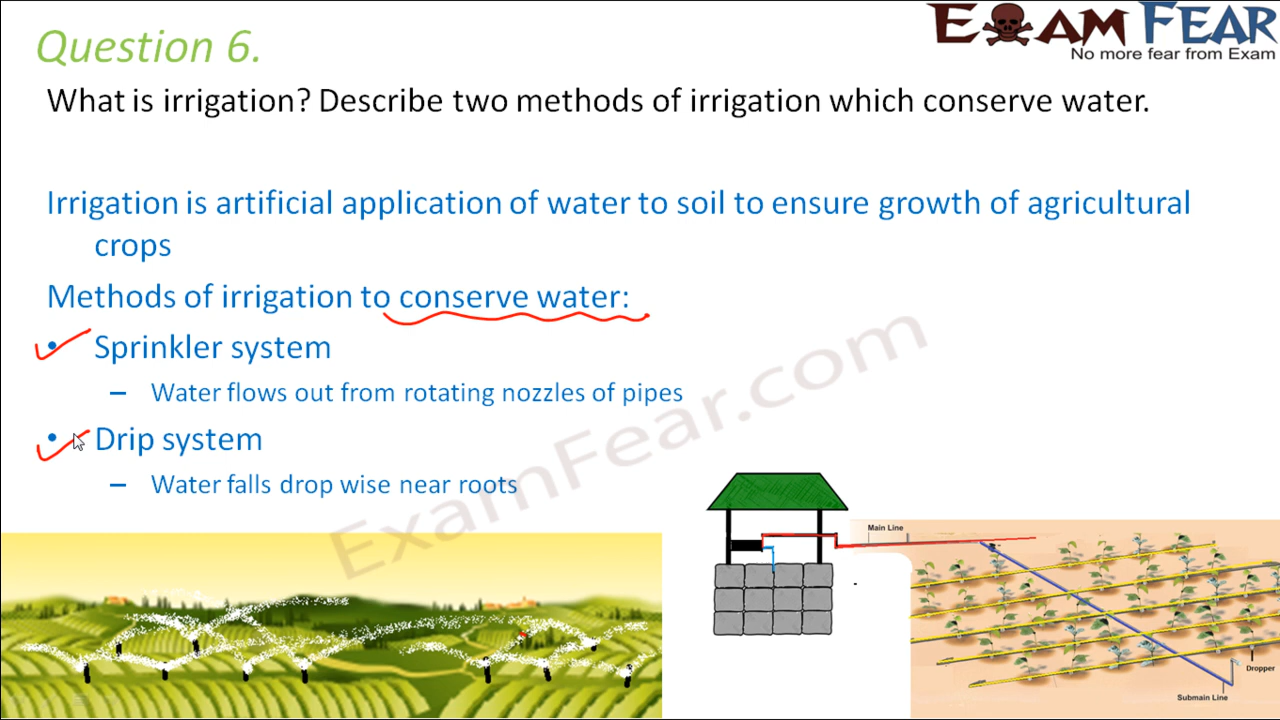 Question 6.
EXAM FEAR
No more fear from Exam
What is irrigation? Describe two methods of irrigation which conserve water.
Irrigation is artificial application of water to soil to ensure growth of agricultural
crops
Methods of irrigation to conserve water:
• Sprinkler system
– Water flows out from rotating nozzles of pipes
• Drip system
– Water falls drop wise near roots
ExamFear.com
Main Line
Dropper
Submain Line